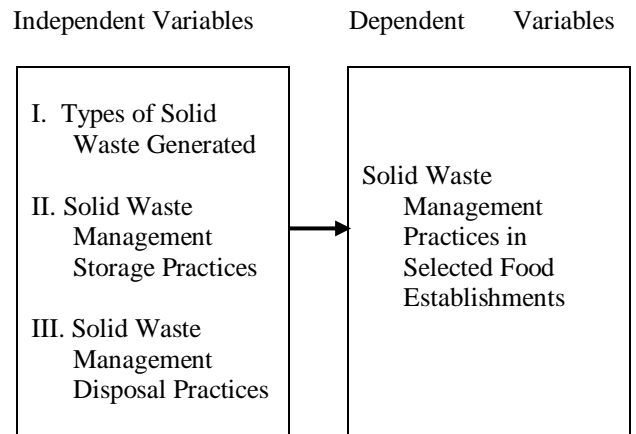 Independent Variables
Dependent Variables
I. Types of Solid
Waste Generated
II. Solid Waste
Management
Storage Practices
III. Solid Waste
Management
Disposal Practices
Solid Waste
Management
Practices in
Selected Food
Establishments